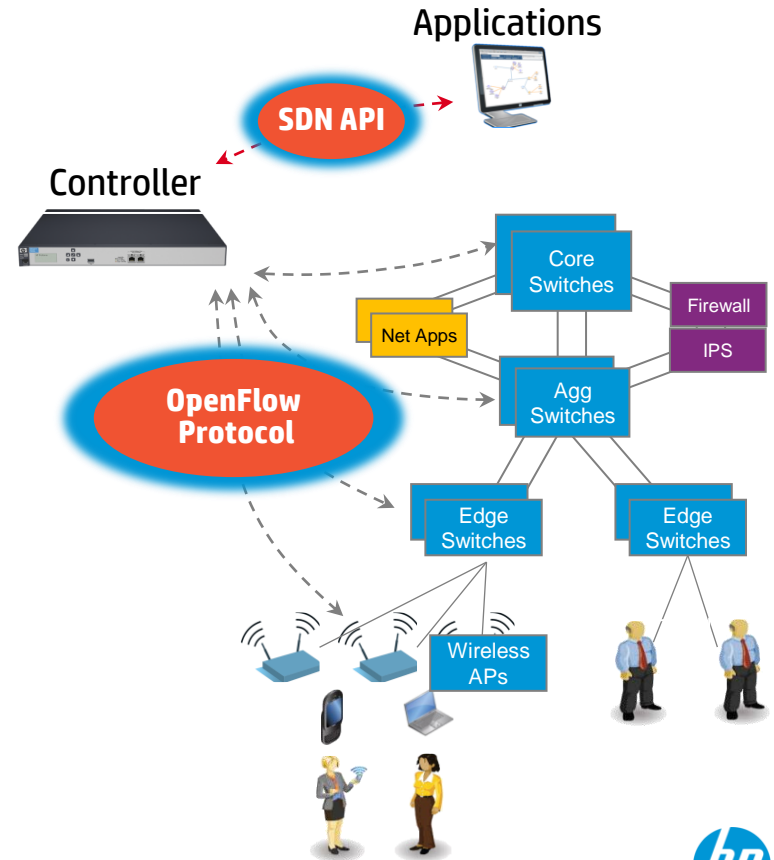 Applications
SDN API
Controller
Core
Switches
Firewall
Net Apps
IPS
OpenFlow
Protocol
Agg
Switches
Edge
Switches
Edge
Switches
Wireless
APs
hp